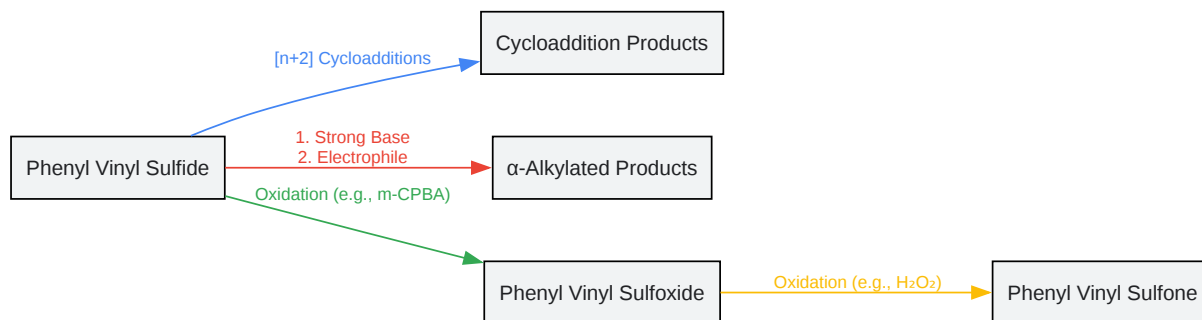 Cycloaddition Products
[n+2] Cycloadditions
1. Strong Base
2. Electrophile
Phenyl Vinyl Sulfide
α-Alkylated Products
Oxidation (e.g., m-CPBA)
Oxidation (e.g., H₂O₂)
Phenyl Vinyl Sulfoxide
Phenyl Vinyl Sulfone